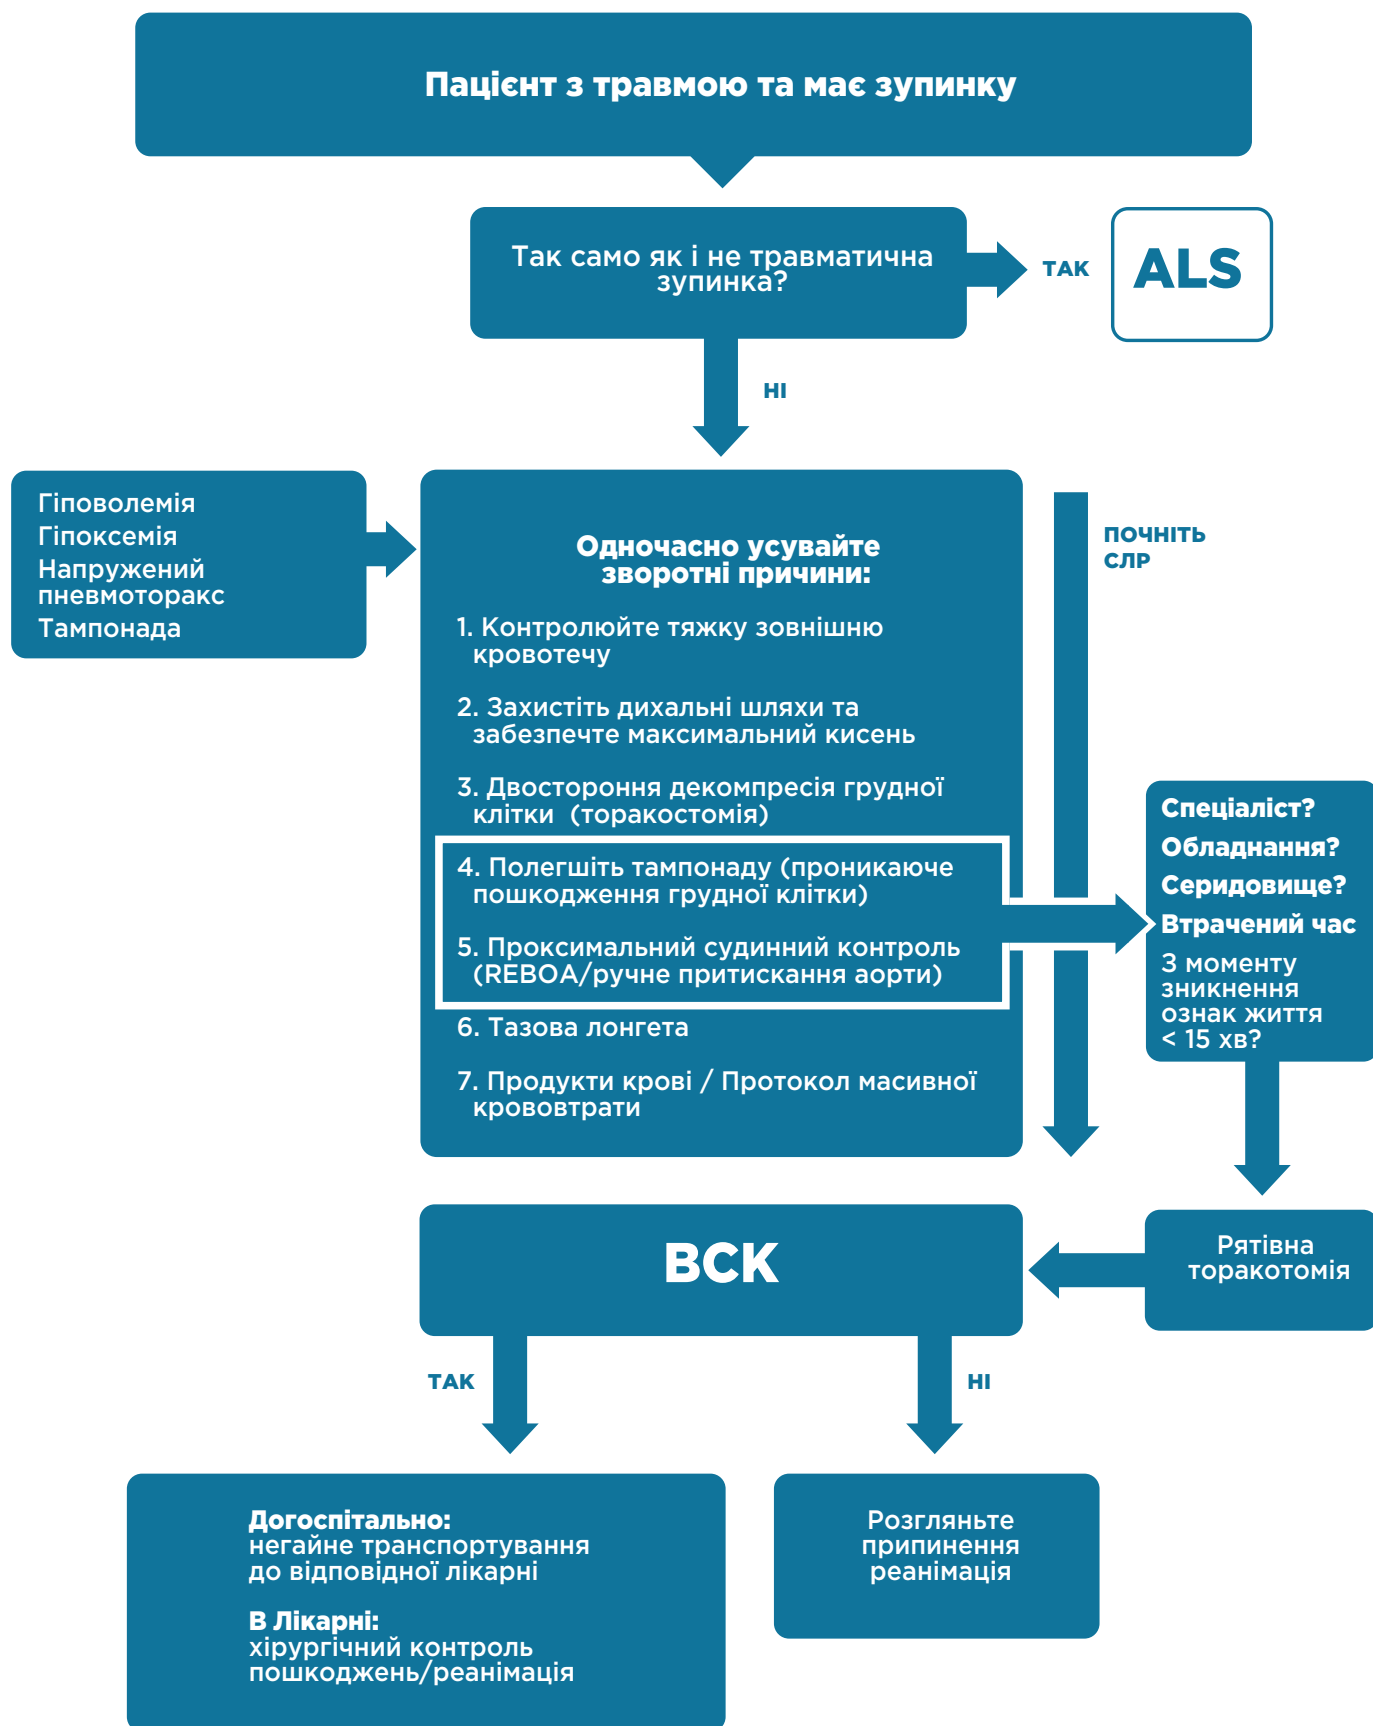 Пацієнт з травмою та має зупинку
Так само як і не травматична
зупинка?
ТАК
ALS
НІ
Гіповолемія
Гіпоксемія
Напружений
пневмоторакс
Тампонада
Одночасно усувайте
зворотні причини:
1. Контролюйте тяжку зовнішню
кровотечу
2. Захистіть дихальні шляхи та
забезпечте максимальний кисень
3. Двостороння декомпресія грудної
клітки (торакостомія)
4. Полегшіть тампонаду (проникаюче
пошкодження грудної клітки)
5. Проксимальний судинний контроль
(REBOA/ручне притискання аорти)
6. Тазова лонгета
7. Продукти крові / Протокол масивної
крововтрати
ПОЧНІТЬ
СЛР
Спеціаліст?
Обладнання?
Серидовище?
Втрачений час
З моменту
зникнення
ознак життя
< 15 хв?
Рятівна
торакотомія
ВСК
ТАК
НІ
Догоспітально:
негайне транспортування
до відповідної лікарні
В Лікарні:
хірургічний контроль
пошкоджень/реанімація
Розгляньте
припинення
реанімація